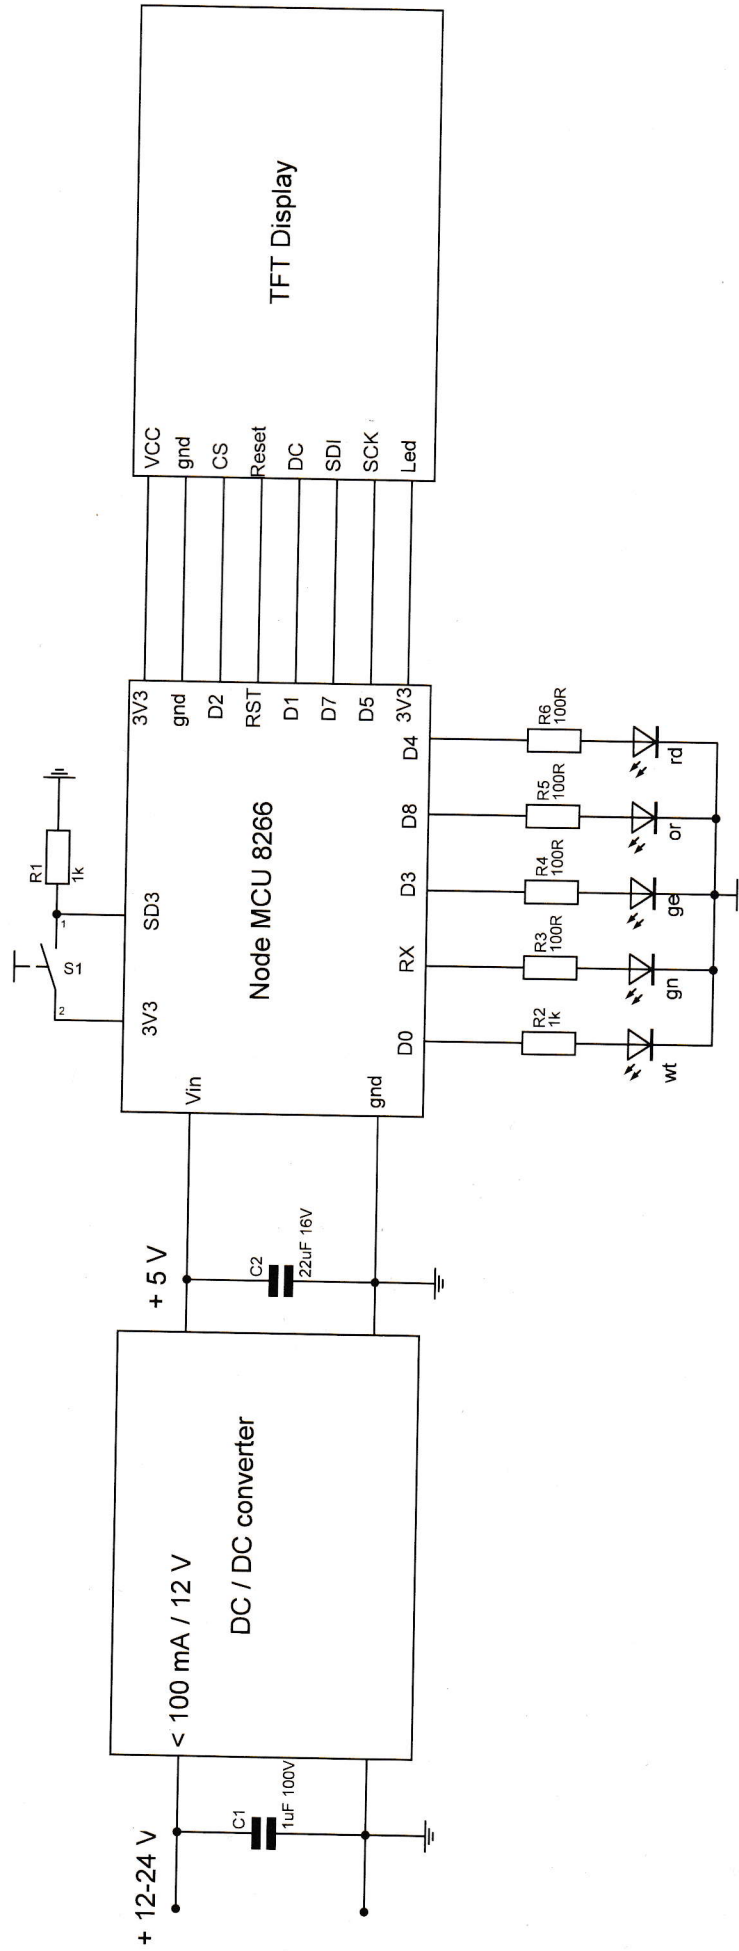 + 12-24 V
C1
1uF 100V
< 100 mA / 12 V
DC / DC converter
+ 5 V
C2
22uF 16V
Vin
gnd
3V3
SD3
2
S1
1
R1
1k
Node MCU 8266
D0
RX
D3
D8
D4
3V3
gnd
D2
RST
D1
D7
D5
3V3
R2
1k
R3
100R
R4
100R
R5
100R
R6
100R
wt
gn
ge
or
rd
VCC
gnd
CS
Reset
DC
SDI
SCK
Led
TFT Display